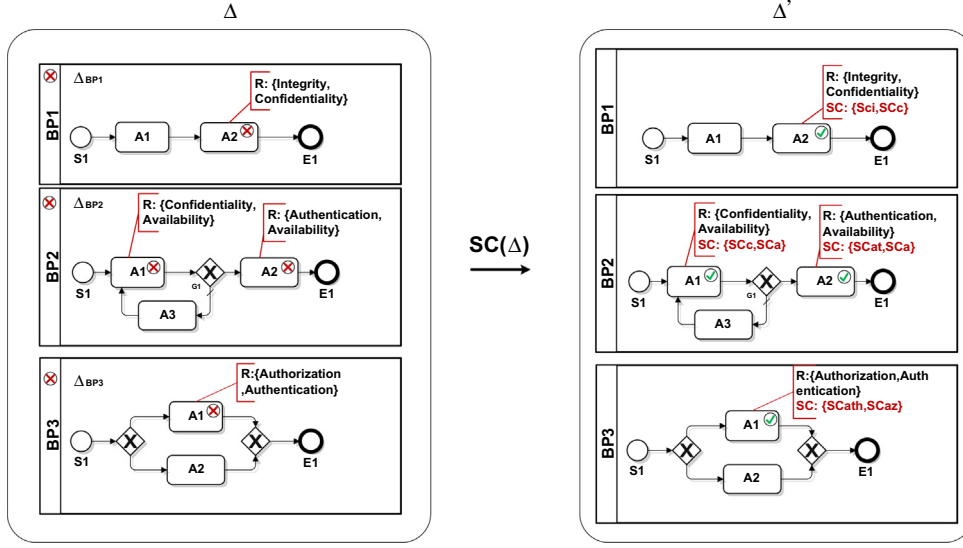 Δ
BP1
Δ BP1
R: {Integrity,
Confidentiality}
A1
A2
S1
E1
BP2
Δ BP2
R: {Confidentiality,
Availability}
R: {Authentication,
Availability}
A1
X
A2
S1
G1
E1
A3
BP3
Δ BP3
R:{Authorization
,Authentication}
A1
X
X
S1
E1
A2
SC(Δ)
Δ'
BP1
R: {Integrity,
Confidentiality}
SC: {Sci,SCc}
A1
A2
S1
E1
BP2
R: {Confidentiality,
Availability}
SC: {SCc,SCa}
R: {Authentication,
Availability}
SC: {SCat,SCa}
A1
X
A2
S1
G1
E1
A3
BP3
R:{Authorization,Auth
entication}
SC: {SCath,SCaz}
A1
X
X
S1
E1
A2